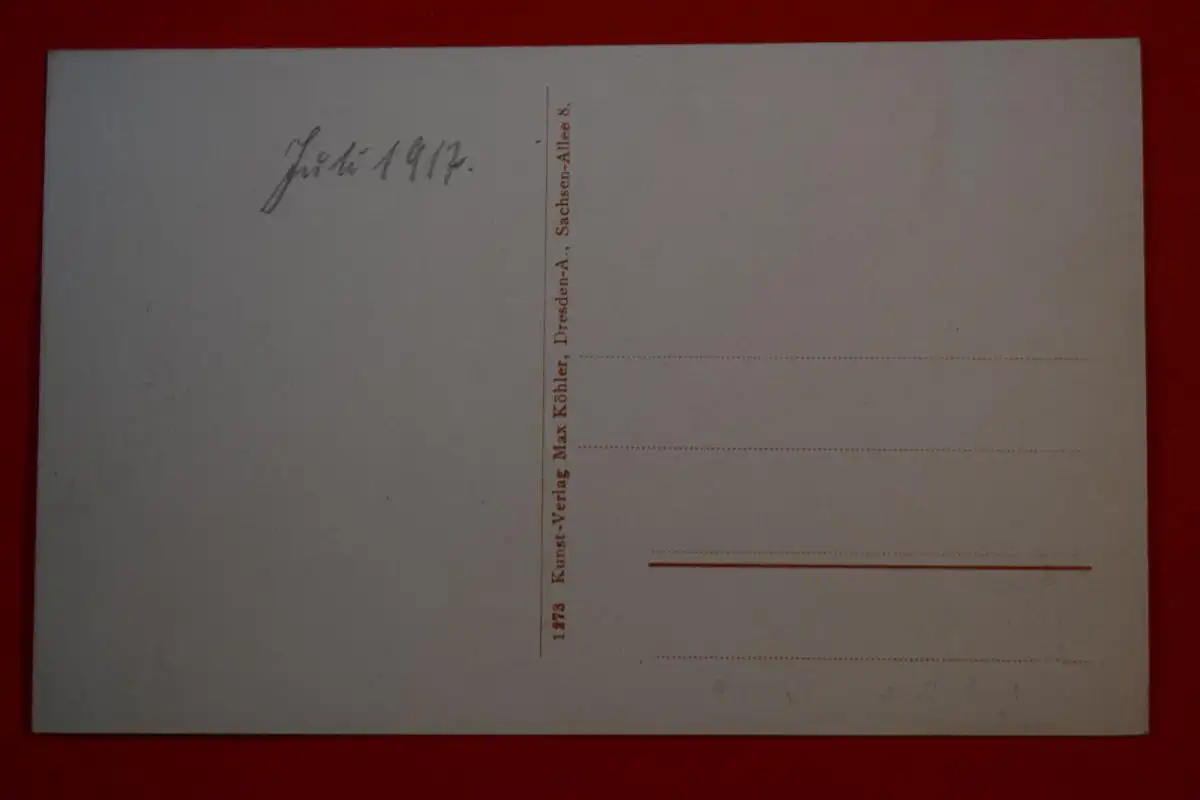 Juli 1917.
1273 Kunst-Verlag Max Köhler, Dresden-A., Sachsen-Allee 8.